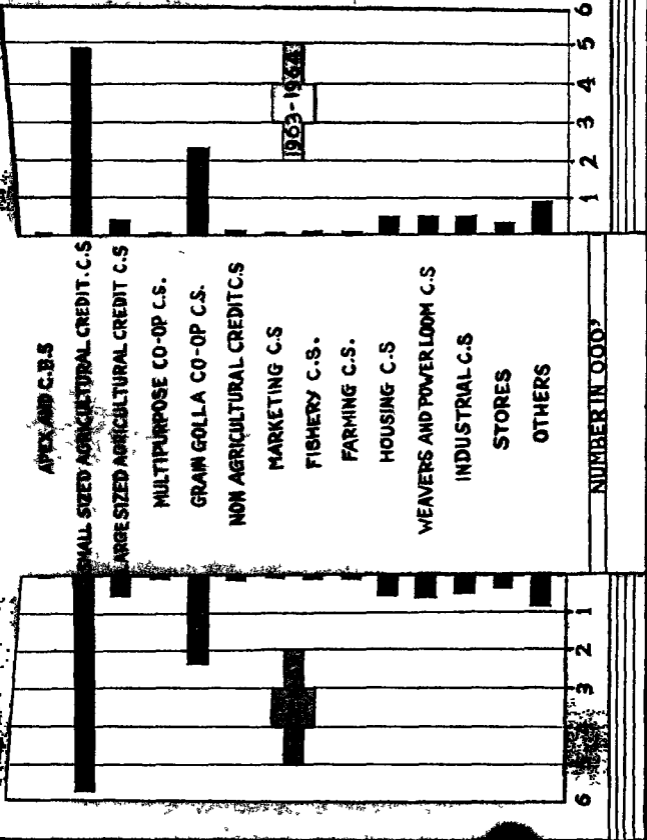 6
5
4
3
2
1
1963-1964
APEX AND C.B.S
SMALL SIZED AGRICULTURAL CREDIT. C.S
LARGE SIZED AGRICULTURAL CREDIT C.S
MULTIPURPOSE CO-OP C.S.
GRAIN GOLLA CO-OP C.S.
NON AGRICULTURAL CREDIT C.S
MARKETING C.S
FISHERY C.S.
FARMING C.S.
HOUSING C.S
WEAVERS AND POWER LOOM C.S
INDUSTRIAL C.S
STORES
OTHERS
NUMBER IN 000'
1
2
3
6